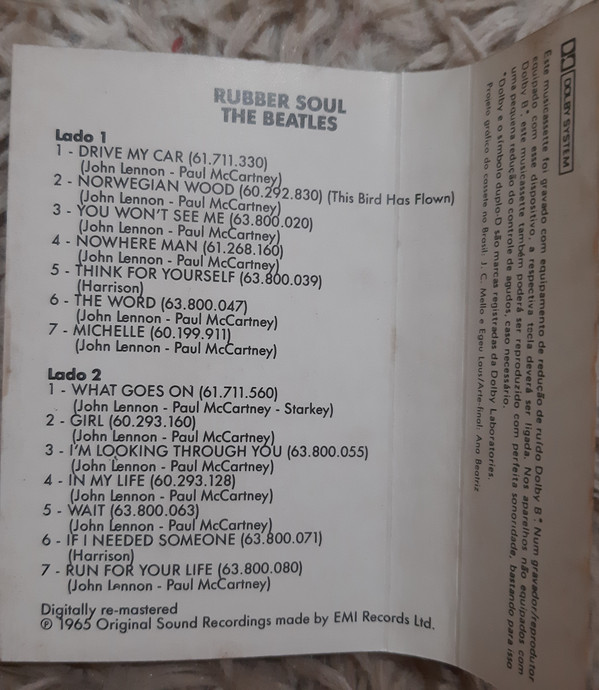 RUBBER SOUL
THE BEATLES
Lado 1
1 - DRIVE MY CAR (61.711.330)
(John Lennon - Paul McCartney)
2 - NORWEGIAN WOOD (60.292.830) (This Bird Has Flown)
(John Lennon - Paul McCartney)
3 - YOU WON'T SEE ME (63.800.020)
(John Lennon - Paul McCartney)
4 - NOWHERE MAN (61.268.160)
(John Lennon - Paul McCartney)
5 - THINK FOR YOURSELF (63.800.039)
(Harrison)
6 - THE WORD (63.800.047)
(John Lennon - Paul McCartney)
7 - MICHELLE (60.199.911)
(John Lennon - Paul McCartney)
Lado 2
1 - WHAT GOES ON (61.711.560)
(John Lennon - Paul McCartney - Starkey)
2 - GIRL (60.293.160)
(John Lennon - Paul McCartney)
3 - I'M LOOKING THROUGH YOU (63.800.055)
(John Lennon - Paul McCartney)
4 - IN MY LIFE (60.293.128)
(John Lennon - Paul McCartney)
5 - WAIT (63.800.063)
(John Lennon - Paul McCartney)
6 - IF I NEEDED SOMEONE (63.800.071)
(Harrison)
7 - RUN FOR YOUR LIFE (63.800.080)
(John Lennon - Paul McCartney)
Digitally re-mastered
℗ 1965 Original Sound Recordings made by EMI Records Ltd.
DOLBY SYSTEM
Este musicassette foi gravado com equipamento de redução de ruído Dolby B*. Num gravador/reprodutor
equipado com esse dispositivo, a respectiva tecla deverá ser ligada. Nos aparelhos não equipados com
Dolby B*, este musicassette também poderá ser reproduzido com perfeita sonoridade, bastando para isso
uma pequena redução do controle de agudos, caso necessário.
*Dolby e o símbolo duplo-D são marcas registradas da Dolby Laboratories.
Projeto gráfico do cassete no Brasil: J. C. Mello e Egeu Laus/Arte-final: Ana Beatriz